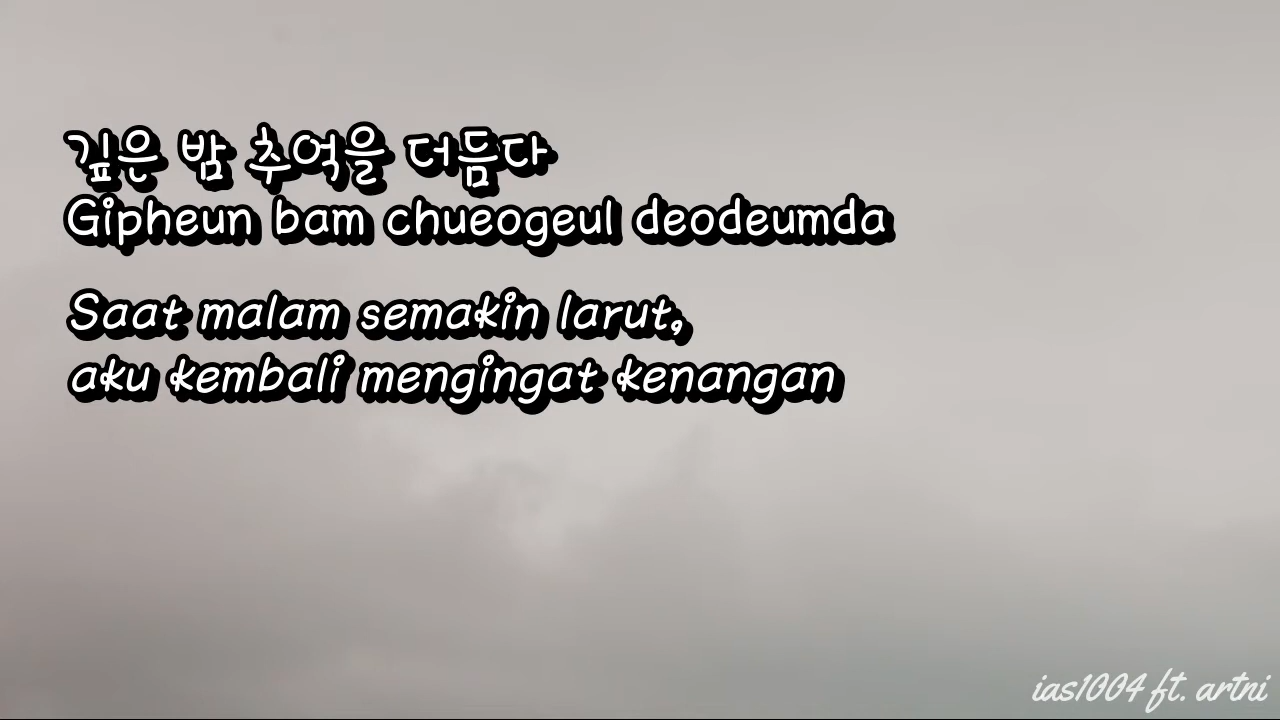 깊은 밤 추억을 더듬다
Gipheun bam chueogeul deodeumda
Saat malam semakin larut,
aku kembali mengingat kenangan
ias1004 ft. artni